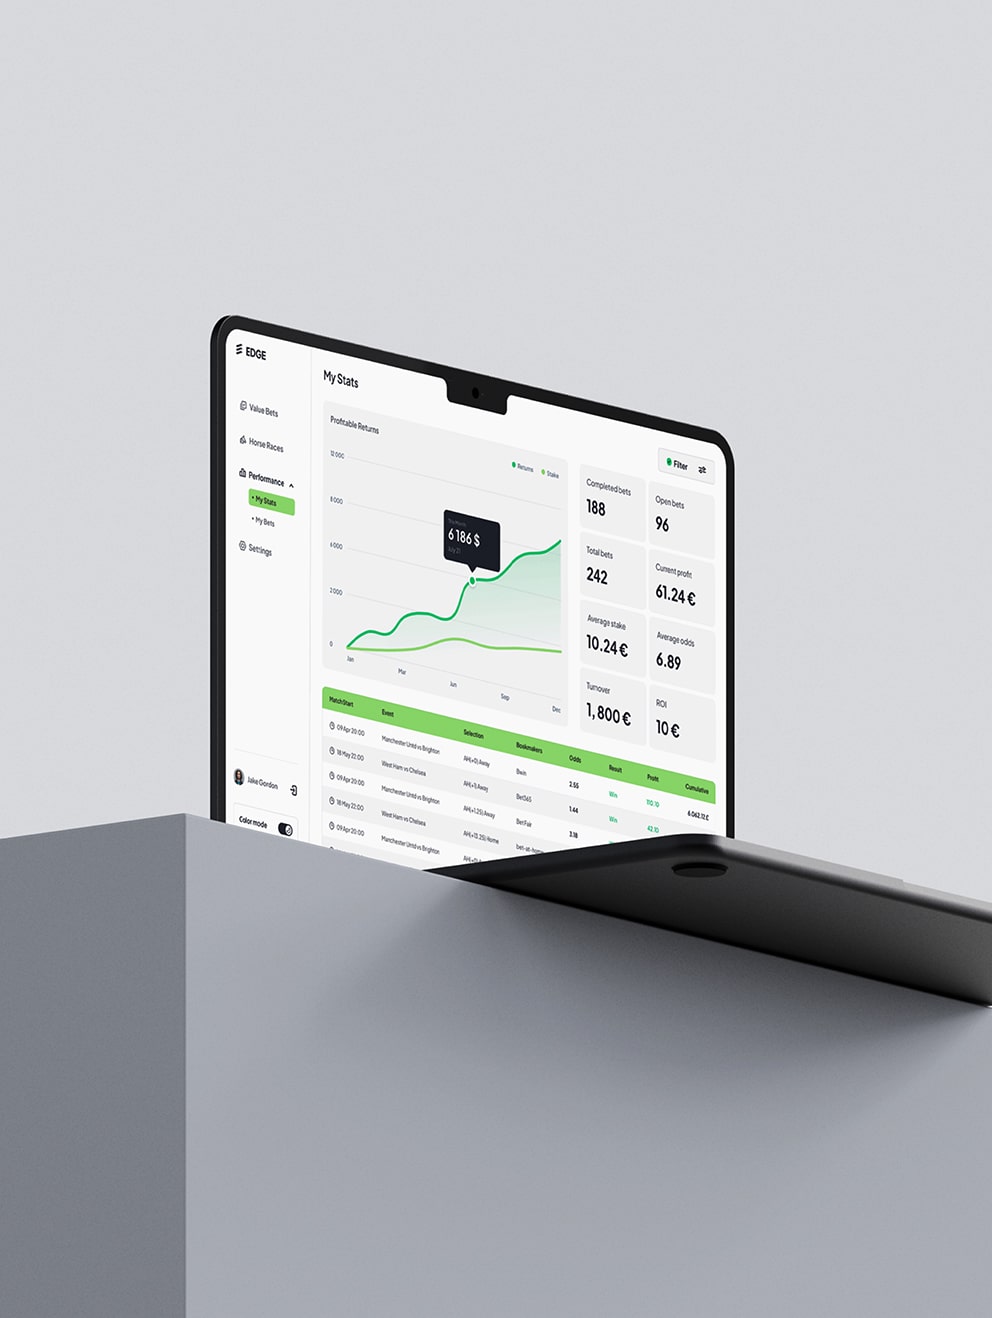 EDGE
Value Bets
Horse Races
Performance
My Stats
My Bets
Settings
Jake Gordon
Color mode
My Stats
Filter
Profitable Returns
Returns
Stake
12 000
8 000
6 000
2 000
0
Jan
Mar
Jun
Sep
Dec
This Month
6 186 $
July 21
Completed bets
188
Open bets
96
Total bets
242
Current profit
61.24 €
Average stake
10.24 €
Average odds
6.89
Turnover
1, 800 €
ROI
10 €
Match Start Event Selection Bookmakers Odds Result Profit Cumulative
09 Apr 20:00 Manchester Untd vs Brighton AH(+0) Away Bwin 2.55 Win 110.10 6 062.12 £
18 May 22:00 West Ham vs Chelsea AH(+1) Away Bet365 1.44 Win 42.10
09 Apr 20:00 Manchester Untd vs Brighton AH(+1.25) Away BetFair 3.18
18 May 22:00 West Ham vs Chelsea AH(+13.25) Home bet-at-home
09 Apr 20:00 Manchester Untd vs Brighton